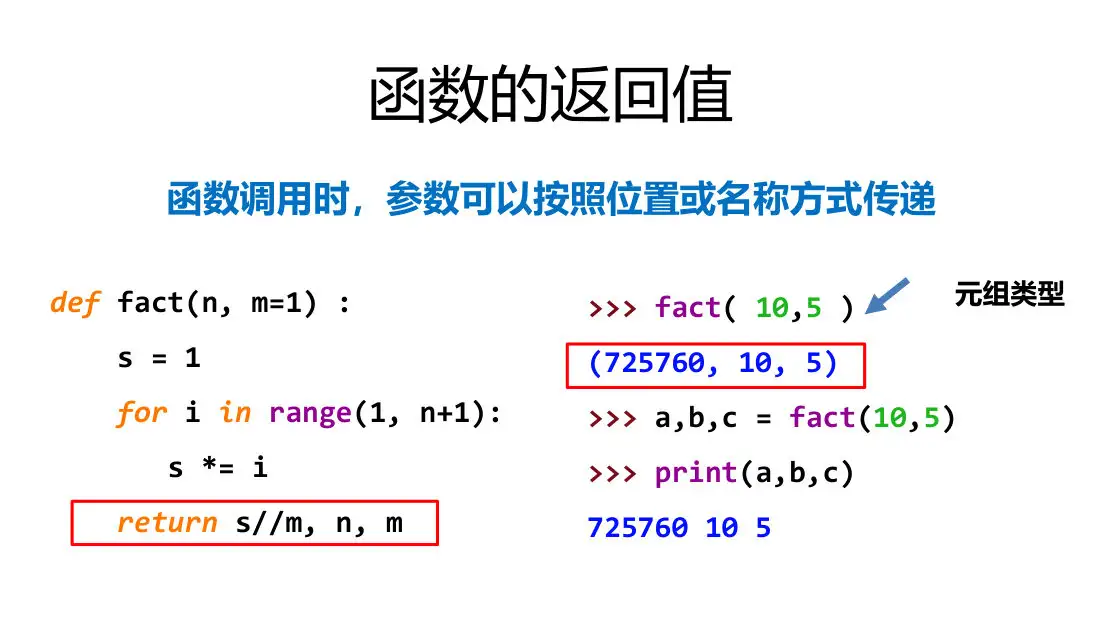 函数的返回值
函数调用时，参数可以按照位置或名称方式传递
def fact(n, m=1) :
s = 1
for i in range(1, n+1):
s *= i
return s//m, n, m
>>> fact( 10,5 )
元组类型
(725760, 10, 5)
>>> a,b,c = fact(10,5)
>>> print(a,b,c)
725760 10 5